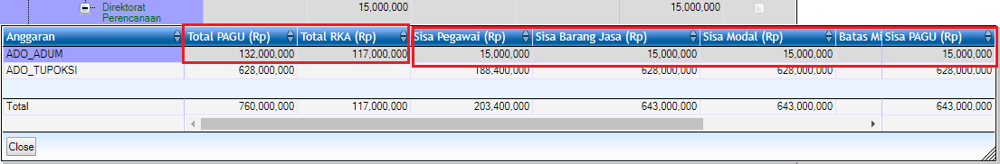 Direktorat Perencanaan 15,000,000 15,000,000
Anggaran Total PAGU (Rp) Total RKA (Rp) Sisa Pegawai (Rp) Sisa Barang Jasa (Rp) Sisa Modal (Rp) Batas Mi Sisa PAGU (Rp)
ADO_ADUM 132,000,000 117,000,000 15,000,000 15,000,000 15,000,000 15,000,000
ADO_TUPOKSI 628,000,000 188,400,000 628,000,000 628,000,000 628,000,000
Total 760,000,000 117,000,000 203,400,000 643,000,000 643,000,000 643,000,000
Close